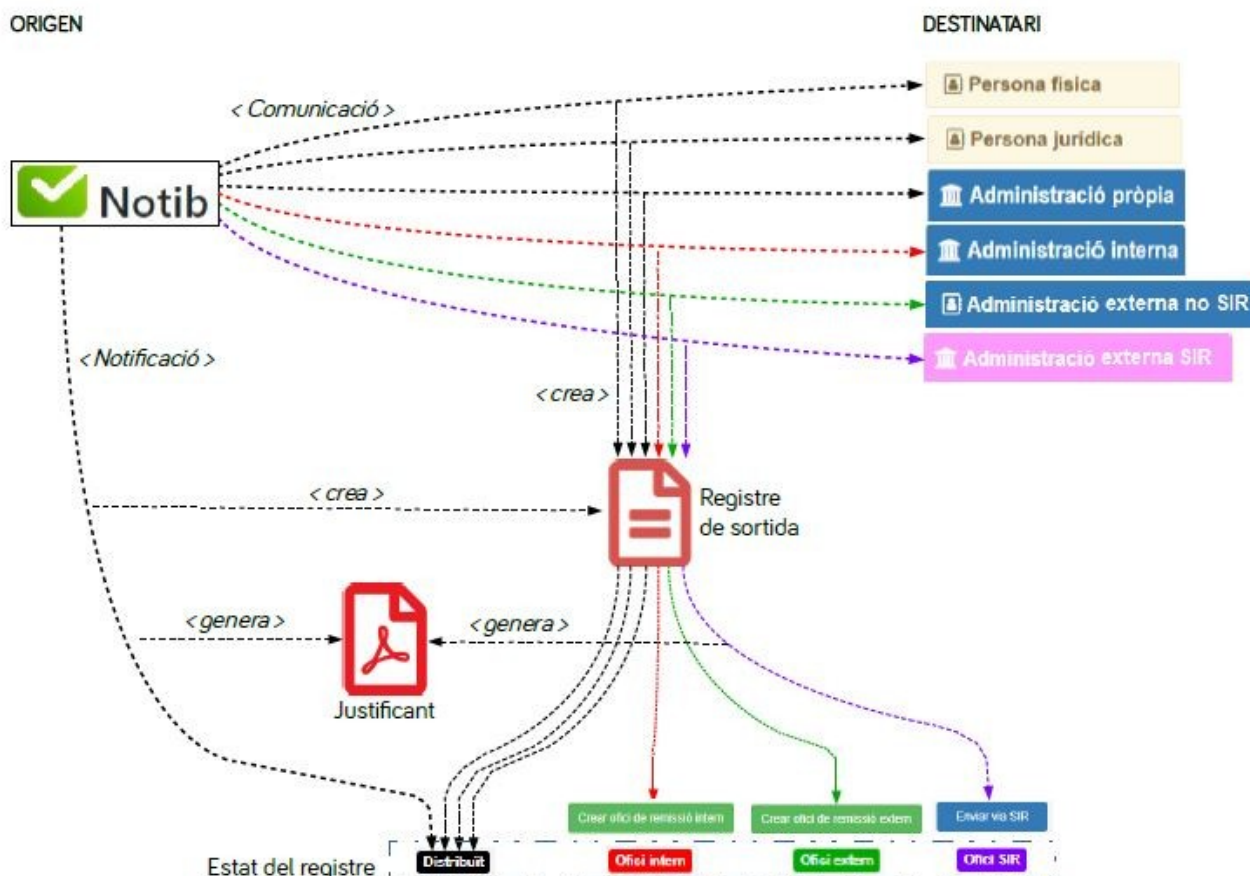 ORIGEN
DESTINATARI
< Comunicació >
Persona física
Persona jurídica
Notib
Administració pròpia
Administració interna
Administració externa no SIR
< Notificació >
Administració externa SIR
< crea >
< crea >
Registre
de sortida
< genera >
< genera >
Justificant
Crear ofici de remissió intern
Crear ofici de remissió extern
Enviar via SIR
Estat del registre
Distribuït
Ofici intern
Ofici extern
Ofici SIR